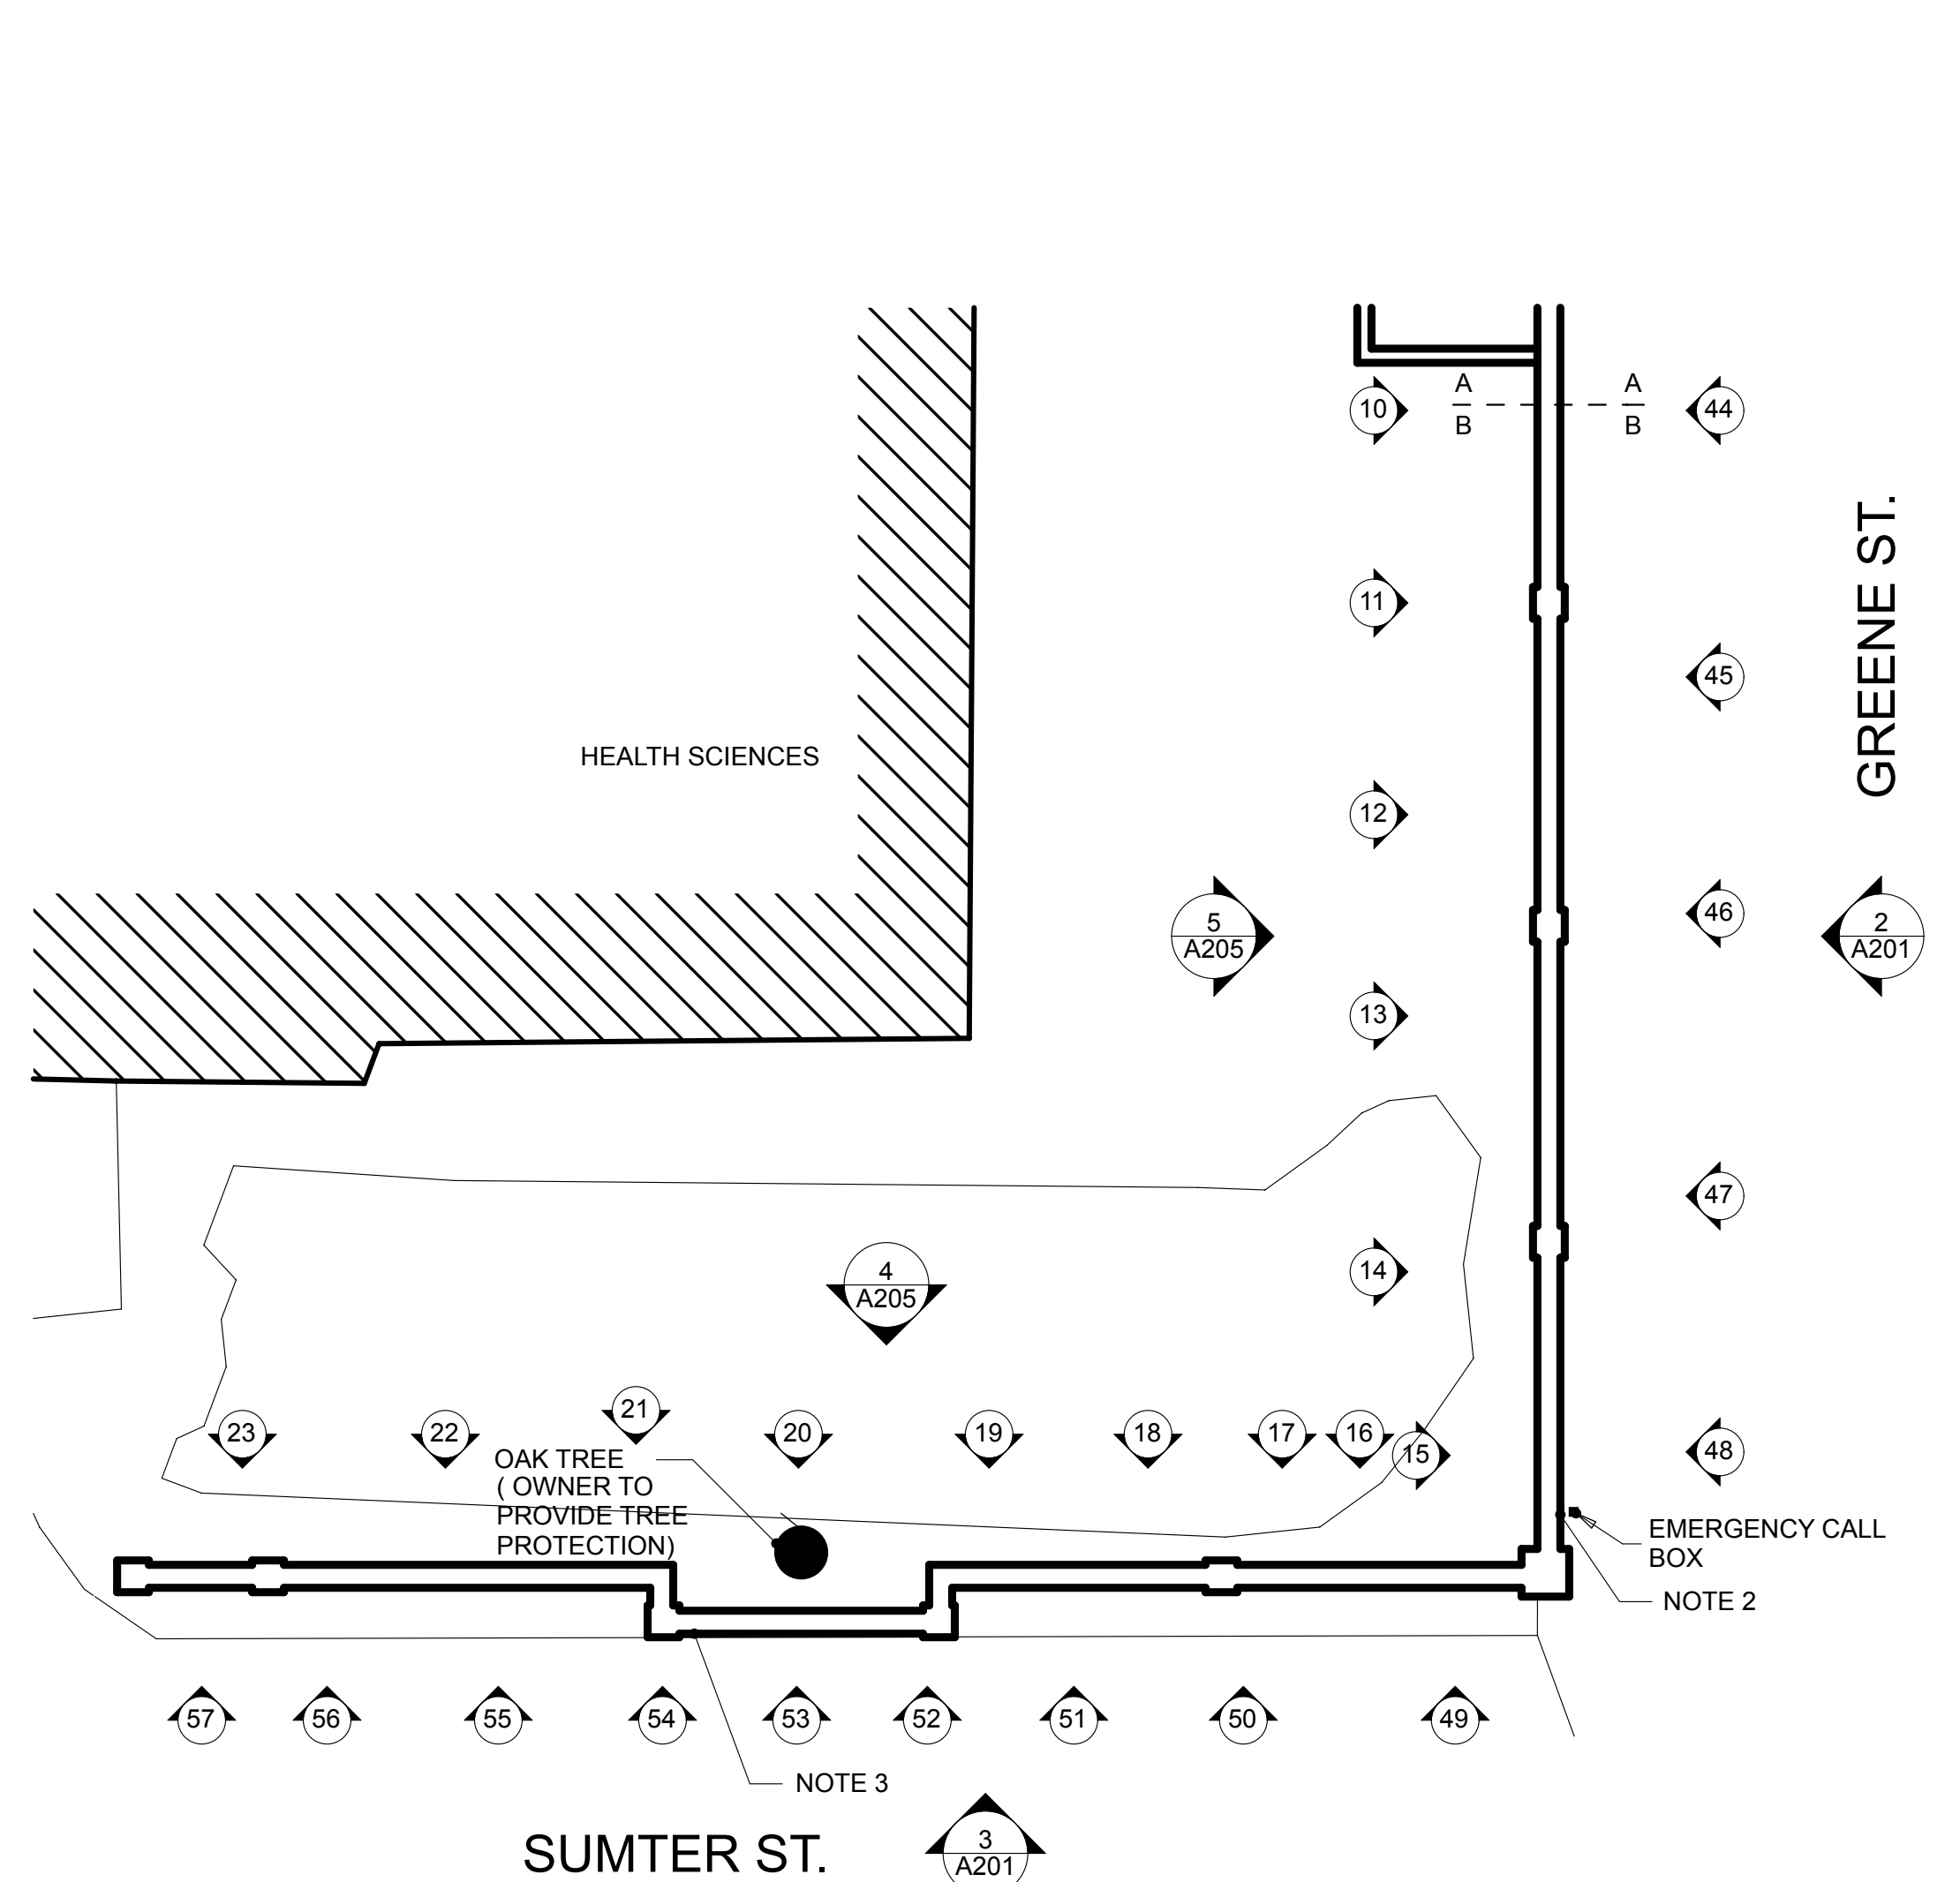 A
A
10
B
B
44
GREENE ST.
11
45
HEALTH SCIENCES
12
46
5
A205
2
A201
13
47
14
4
A205
21
23
22
20
19
18
17
16
15
48
OAK TREE
( OWNER TO
PROVIDE TREE
PROTECTION)
EMERGENCY CALL
BOX
NOTE 2
57
56
55
54
53
52
51
50
49
NOTE 3
SUMTER ST.
3
A201